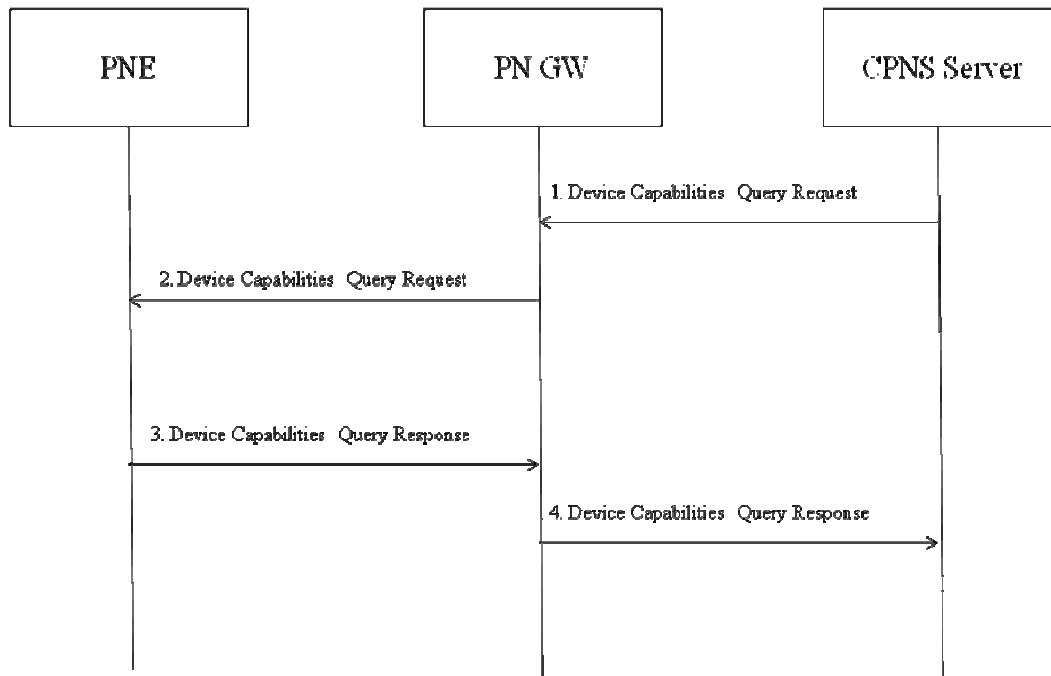 PNE
PN GW
CPNS Server
1. Device Capabilities Query Request
2. Device Capabilities Query Request
3. Device Capabilities Query Response
4. Device Capabilities Query Response